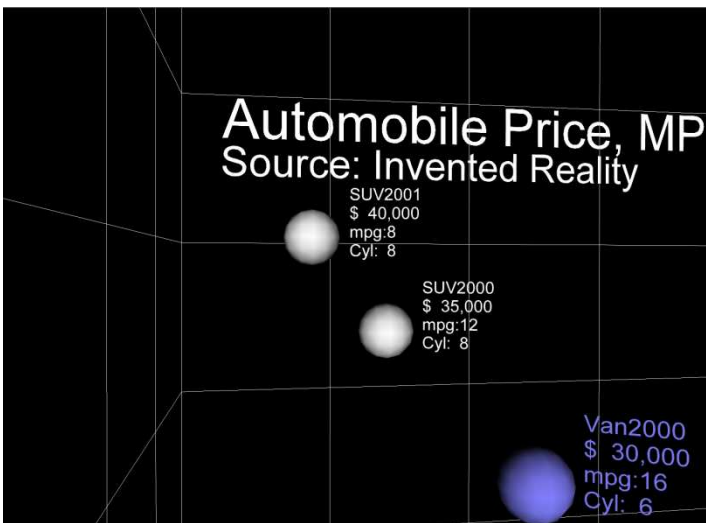 Automobile Price, MP
Source: Invented Reality
SUV2001
$ 40,000
mpg:8
Cyl: 8
SUV2000
$ 35,000
mpg:12
Cyl: 8
Van2000
$ 30,000
mpg:16
Cyl: 6